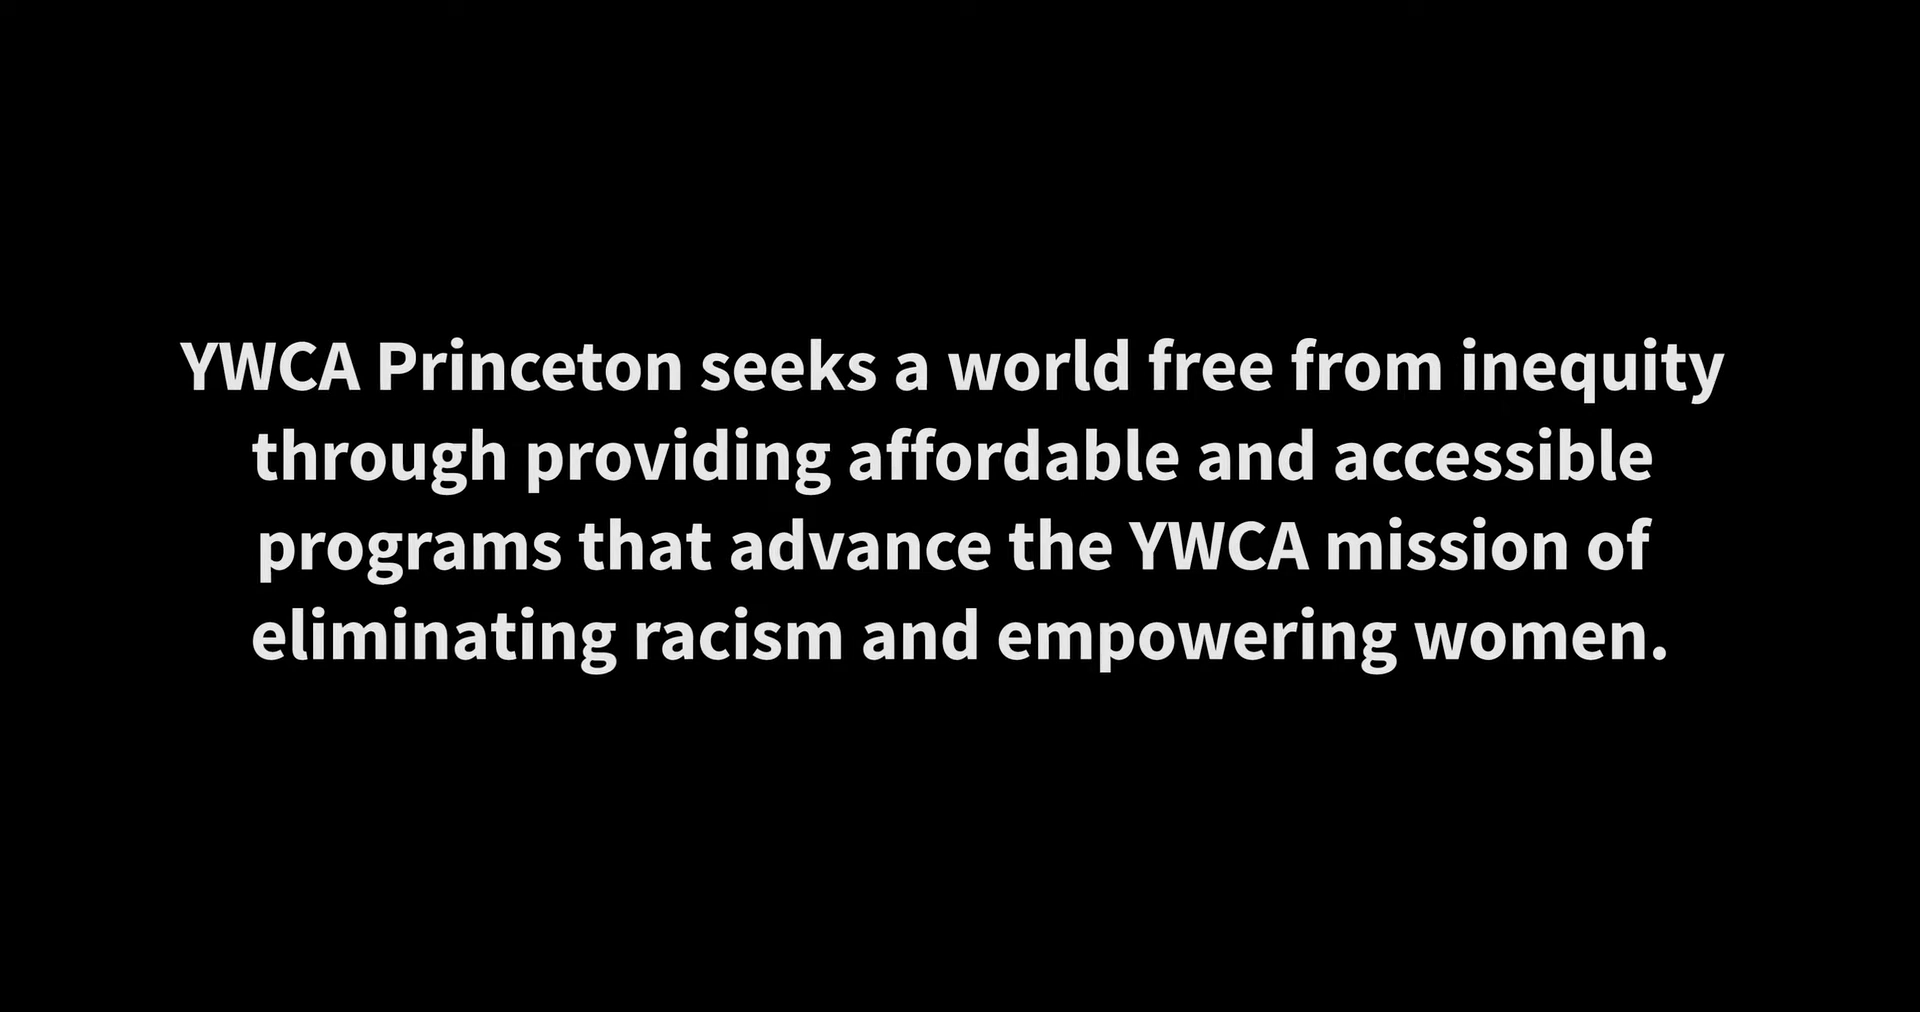 YWCA Princeton seeks a world free from inequity
through providing affordable and accessible
programs that advance the YWCA mission of
eliminating racism and empowering women.